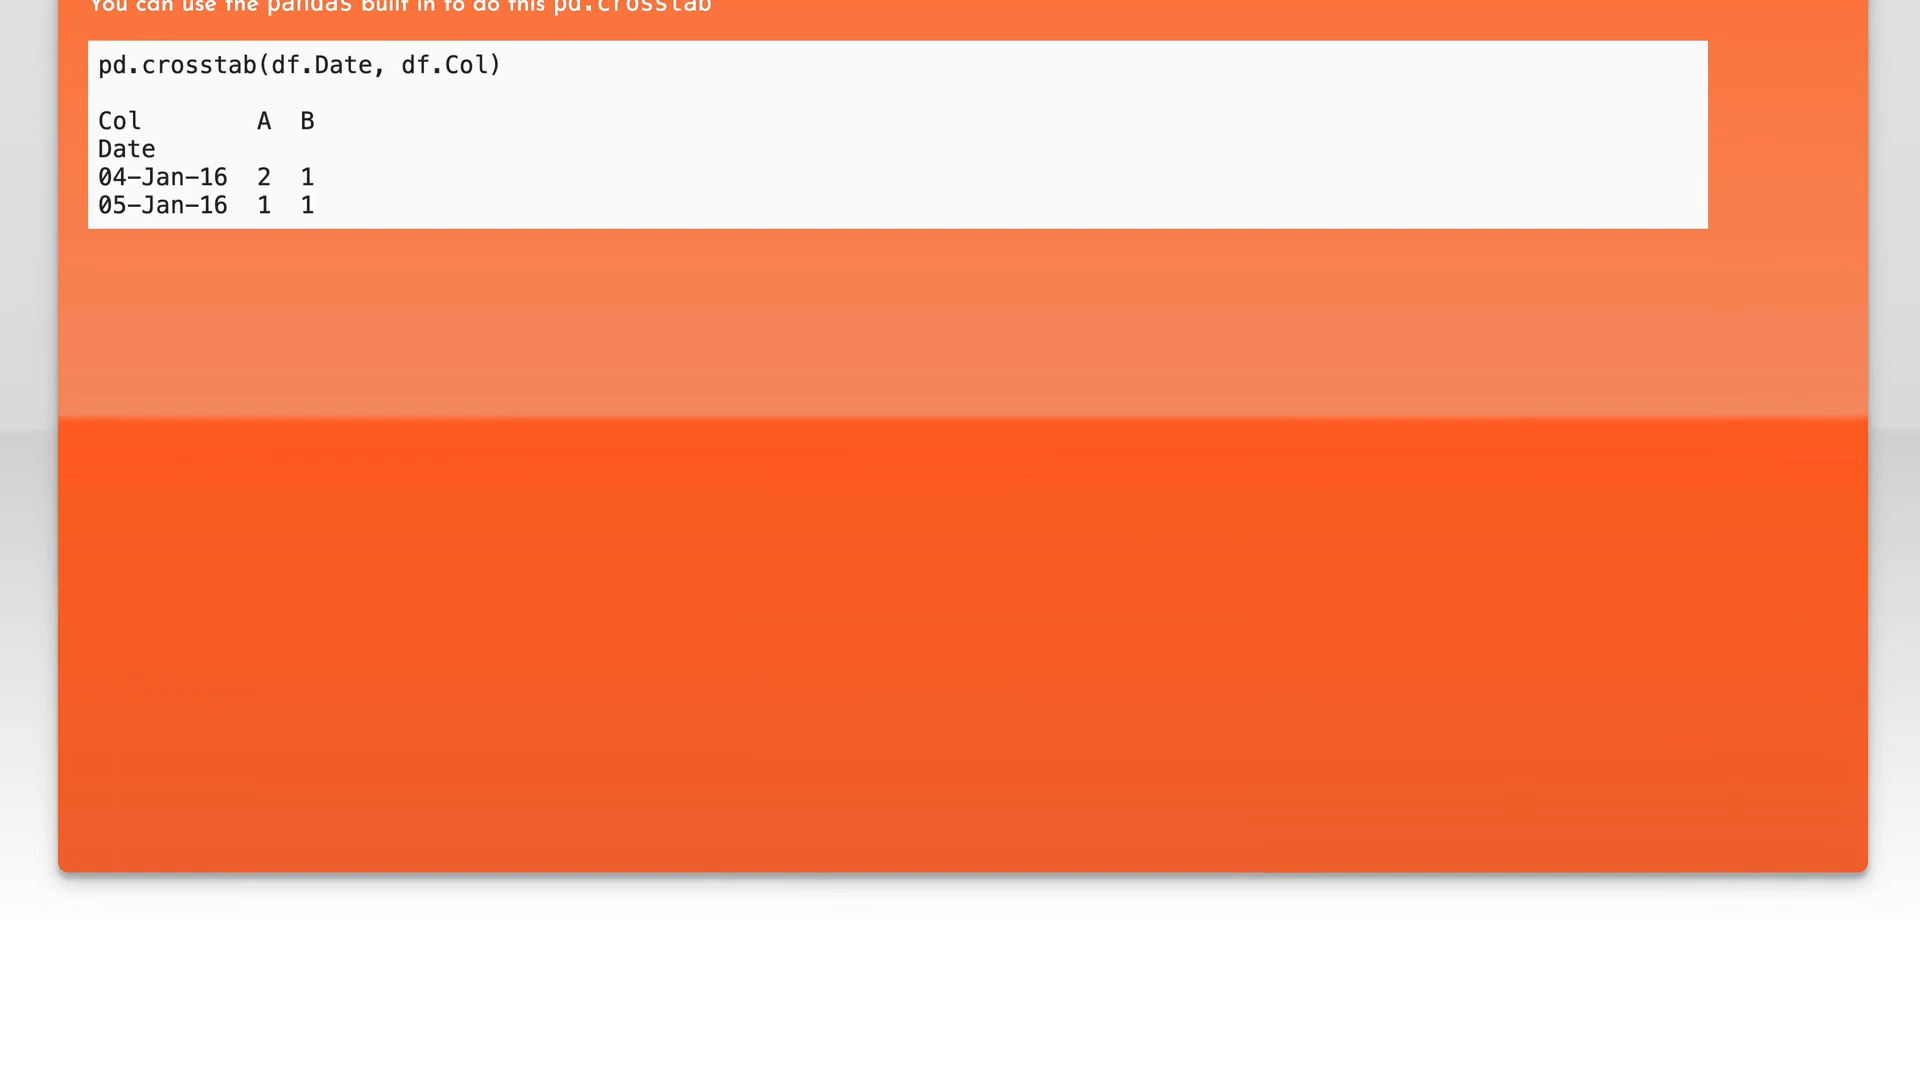 You can use the pandas built in to do this pd.crosstab
pd.crosstab(df.Date, df.Col)
Col        A  B
Date
04-Jan-16  2  1
05-Jan-16  1  1